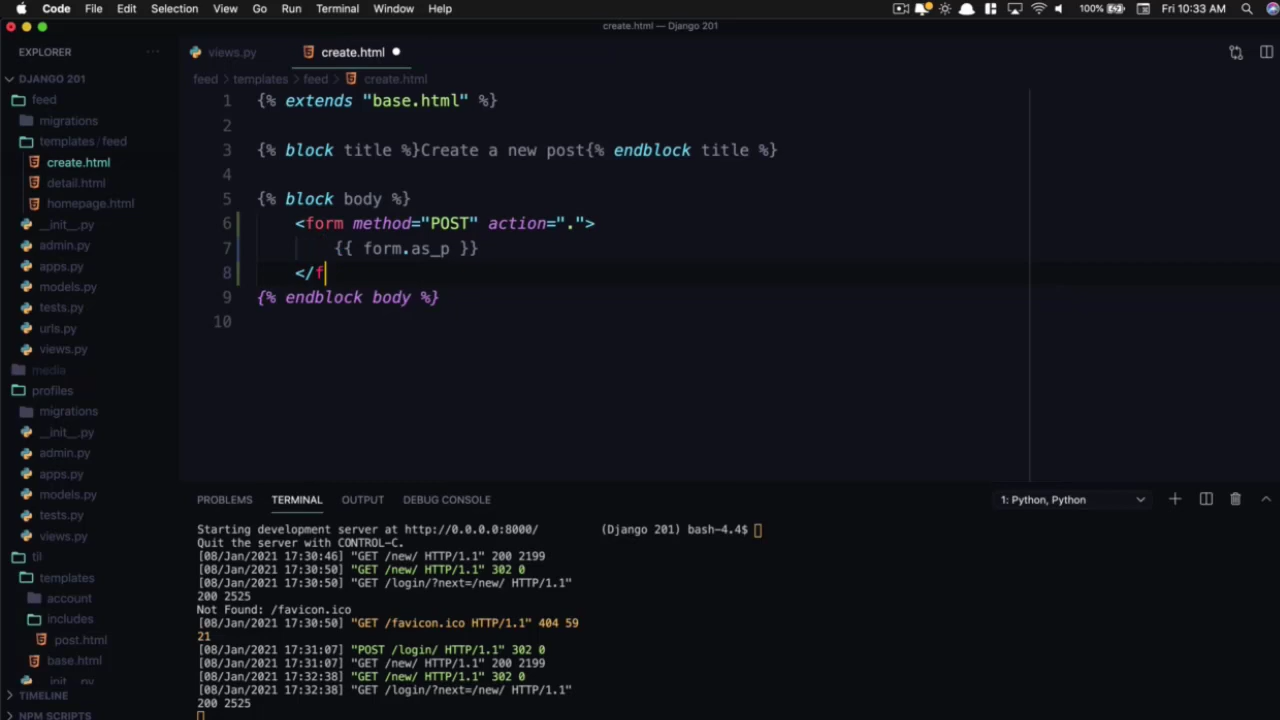 Code File Edit Selection View Go Run Terminal Window Help 100% Fri 10:33 AM
create.html — Django 201
EXPLORER ...
DJANGO 201
feed
migrations
templates / feed
create.html
detail.html
homepage.html
__init__.py
admin.py
apps.py
models.py
tests.py
urls.py
views.py
media
profiles
migrations
__init__.py
admin.py
apps.py
models.py
tests.py
views.py
til
templates
account
includes
post.html
base.html
__init__.py
TIMELINE
NPM SCRIPTS
views.py create.html
feed > templates > feed > create.html
1 {% extends "base.html" %}
2
3 {% block title %}Create a new post{% endblock title %}
4
5 {% block body %}
6 <form method="POST" action=".">
7 {{ form.as_p }}
8 </f
9 {% endblock body %}
10
PROBLEMS TERMINAL OUTPUT DEBUG CONSOLE 1: Python, Python
Starting development server at http://0.0.0.0:8000/
Quit the server with CONTROL-C.
[08/Jan/2021 17:30:46] "GET /new/ HTTP/1.1" 200 2199
[08/Jan/2021 17:30:50] "GET /new/ HTTP/1.1" 302 0
[08/Jan/2021 17:30:50] "GET /login/?next=/new/ HTTP/1.1"
200 2525
Not Found: /favicon.ico
[08/Jan/2021 17:30:50] "GET /favicon.ico HTTP/1.1" 404 59
21
[08/Jan/2021 17:31:07] "POST /login/ HTTP/1.1" 302 0
[08/Jan/2021 17:31:07] "GET /new/ HTTP/1.1" 200 2199
[08/Jan/2021 17:32:38] "GET /new/ HTTP/1.1" 302 0
[08/Jan/2021 17:32:38] "GET /login/?next=/new/ HTTP/1.1"
200 2525
(Django 201) bash-4.4$